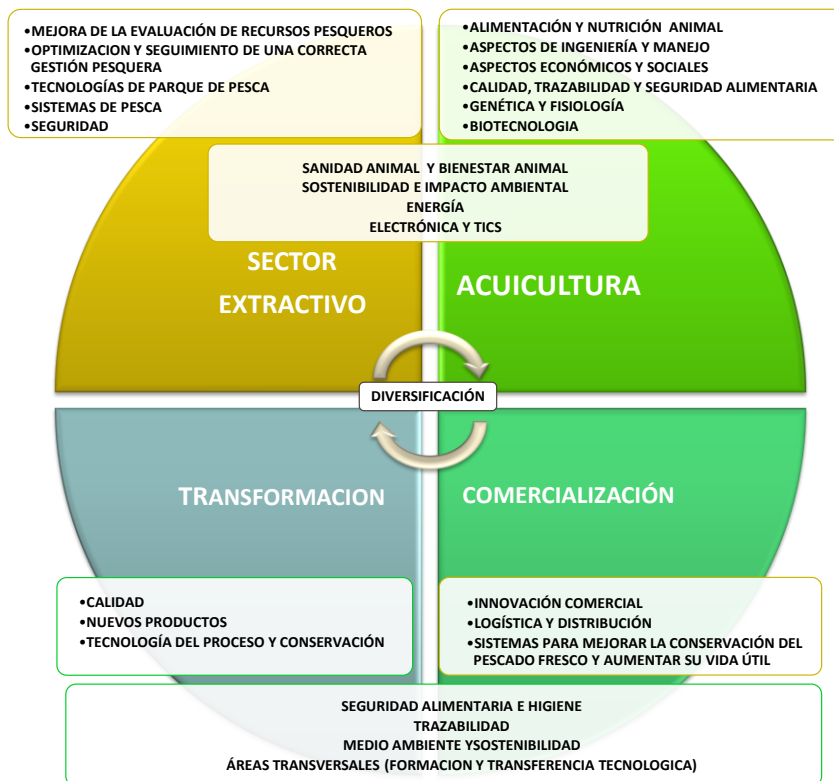 •MEJORA DE LA EVALUACIÓN DE RECURSOS PESQUEROS
•OPTIMIZACION Y SEGUIMIENTO DE UNA CORRECTA
GESTIÓN PESQUERA
•TECNOLOGÍAS DE PARQUE DE PESCA
•SISTEMAS DE PESCA
•SEGURIDAD
•ALIMENTACIÓN Y NUTRICIÓN ANIMAL
•ASPECTOS DE INGENIERÍA Y MANEJO
•ASPECTOS ECONÓMICOS Y SOCIALES
•CALIDAD, TRAZABILIDAD Y SEGURIDAD ALIMENTARIA
•GENÉTICA Y FISIOLOGÍA
•BIOTECNOLOGIA
SANIDAD ANIMAL Y BIENESTAR ANIMAL
SOSTENIBILIDAD E IMPACTO AMBIENTAL
ENERGÍA
ELECTRÓNICA Y TICS
SECTOR
EXTRACTIVO
ACUICULTURA
DIVERSIFICACIÓN
TRANSFORMACION
COMERCIALIZACIÓN
•CALIDAD
•NUEVOS PRODUCTOS
•TECNOLOGÍA DEL PROCESO Y CONSERVACIÓN
•INNOVACIÓN COMERCIAL
•LOGÍSTICA Y DISTRIBUCIÓN
•SISTEMAS PARA MEJORAR LA CONSERVACIÓN DEL
PESCADO FRESCO Y AUMENTAR SU VIDA ÚTIL
SEGURIDAD ALIMENTARIA E HIGIENE
TRAZABILIDAD
MEDIO AMBIENTE YSOSTENIBILIDAD
ÁREAS TRANSVERSALES (FORMACION Y TRANSFERENCIA TECNOLOGICA)